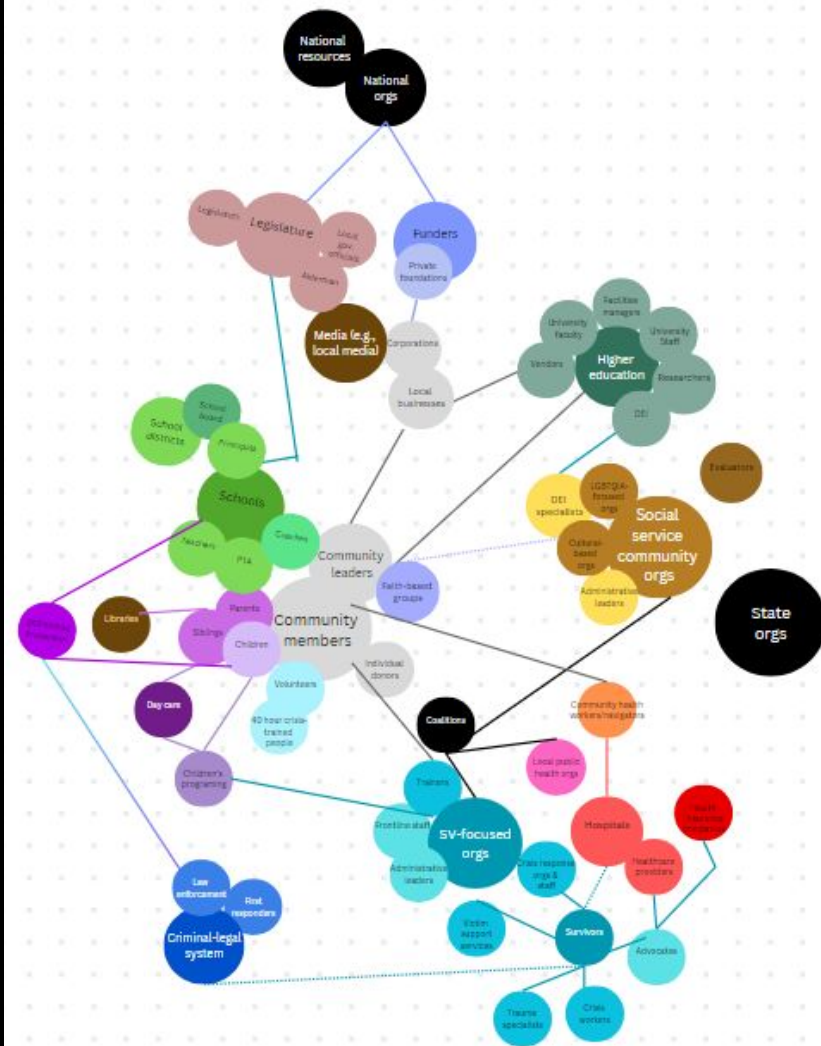 National
resources
National
orgs
Legislature
Local
gov.
officials
Alderman
Funders
Private
foundations
Media (e.g.,
local media)
Corporations
Local
businesses
Facilities
managers
University
faculty
University
Staff
Vendors
Higher
education
Researchers
DEI
School
board
School
districts
Principals
Schools
Teachers
PTA
Coaches
Evaluators
LGBTQIA-
focused
orgs
DEI
specialists
Social
service
community
orgs
Cultural-
based
orgs
Administrative
leaders
State
orgs
Community
leaders
Faith-based
groups
Community
members
Individual
donors
Libraries
Parents
Siblings
Children
Volunteers
40 hour crisis-
trained
people
Day care
Children's
programing
Coalitions
Community health
workers/navigators
Local public
health orgs
Trainers
Frontline staff
SV-focused
orgs
Administrative
leaders
Crisis response
orgs &
staff
Hospitals
Healthcare
providers
Law
enforcement
First
responders
Criminal-legal
system
Victim
support
services
Survivors
Advocates
Trauma
specialists
Crisis
workers